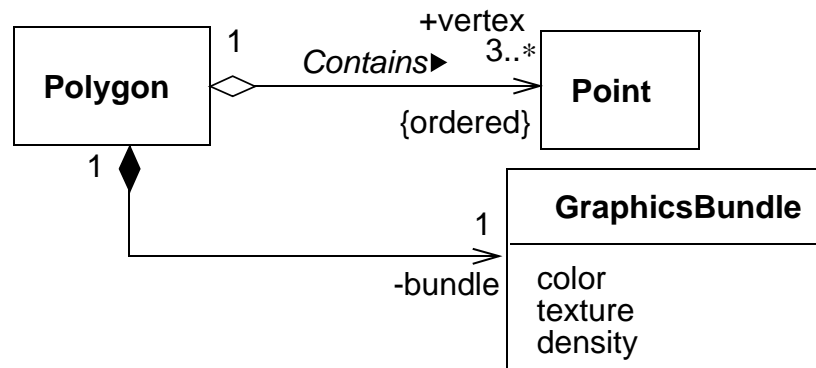 +vertex
1
3..*
Contains▶
Polygon
Point
{ordered}
1
GraphicsBundle
1
-bundle
color
texture
density